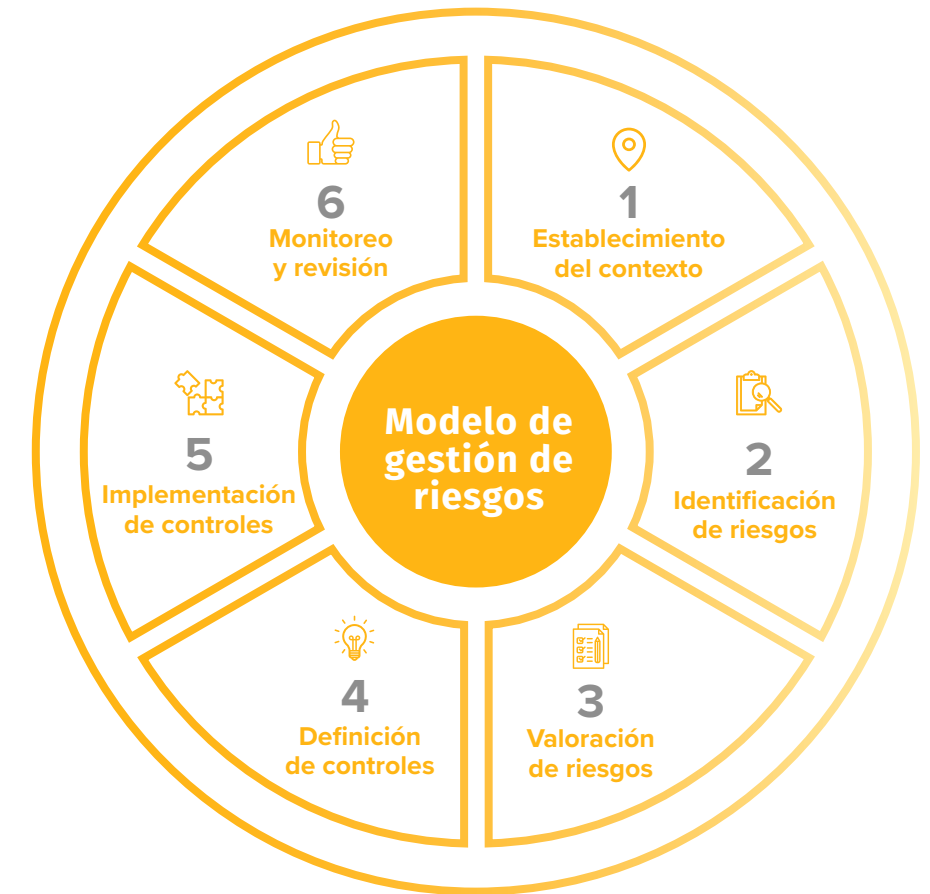 Modelo de
gestión de
riesgos
1
Establecimiento
del contexto
2
Identificación
de riesgos
3
Valoración
de riesgos
4
Definición
de controles
5
Implementación
de controles
6
Monitoreo
y revisión